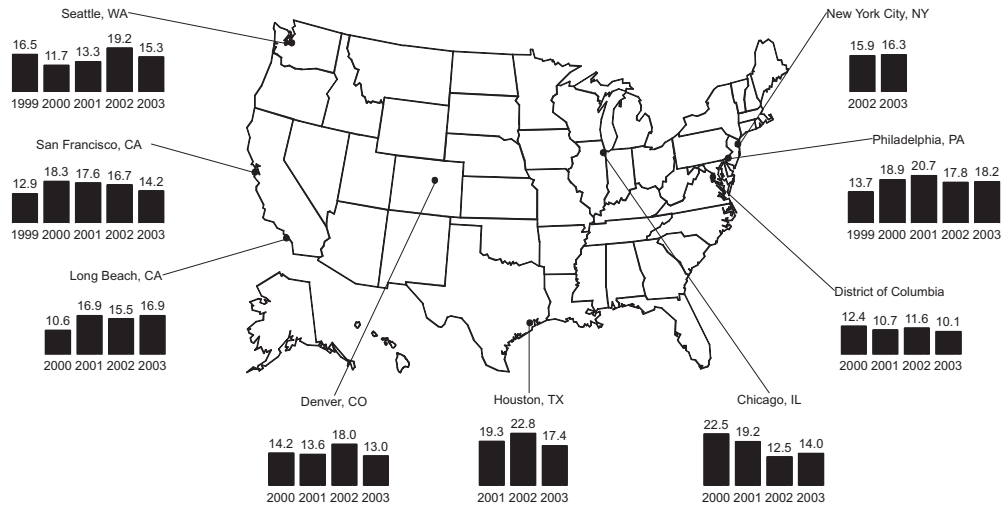 Seattle, WA
16.5 11.7 13.3 19.2 15.3
1999 2000 2001 2002 2003
New York City, NY
15.9 16.3
2002 2003
San Francisco, CA
12.9 18.3 17.6 16.7 14.2
1999 2000 2001 2002 2003
Philadelphia, PA
13.7 18.9 20.7 17.8 18.2
1999 2000 2001 2002 2003
Long Beach, CA
10.6 16.9 15.5 16.9
2000 2001 2002 2003
District of Columbia
12.4 10.7 11.6 10.1
2000 2001 2002 2003
Denver, CO
14.2 13.6 18.0 13.0
2000 2001 2002 2003
Houston, TX
19.3 22.8 17.4
2001 2002 2003
Chicago, IL
22.5 19.2 12.5 14.0
2000 2001 2002 2003